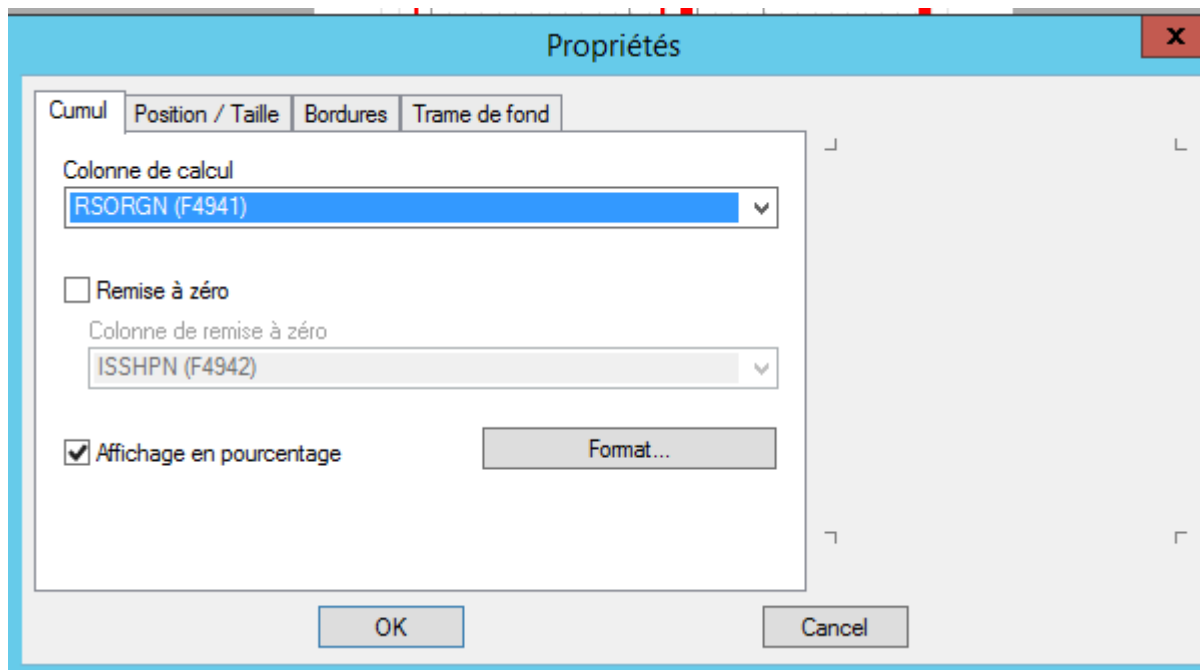 Propriétés
x
Cumul
Position / Taille
Bordures
Trame de fond
Colonne de calcul
RSORGN (F4941)
Remise à zéro
Colonne de remise à zéro
ISSHPN (F4942)
Affichage en pourcentage
Format...
OK
Cancel